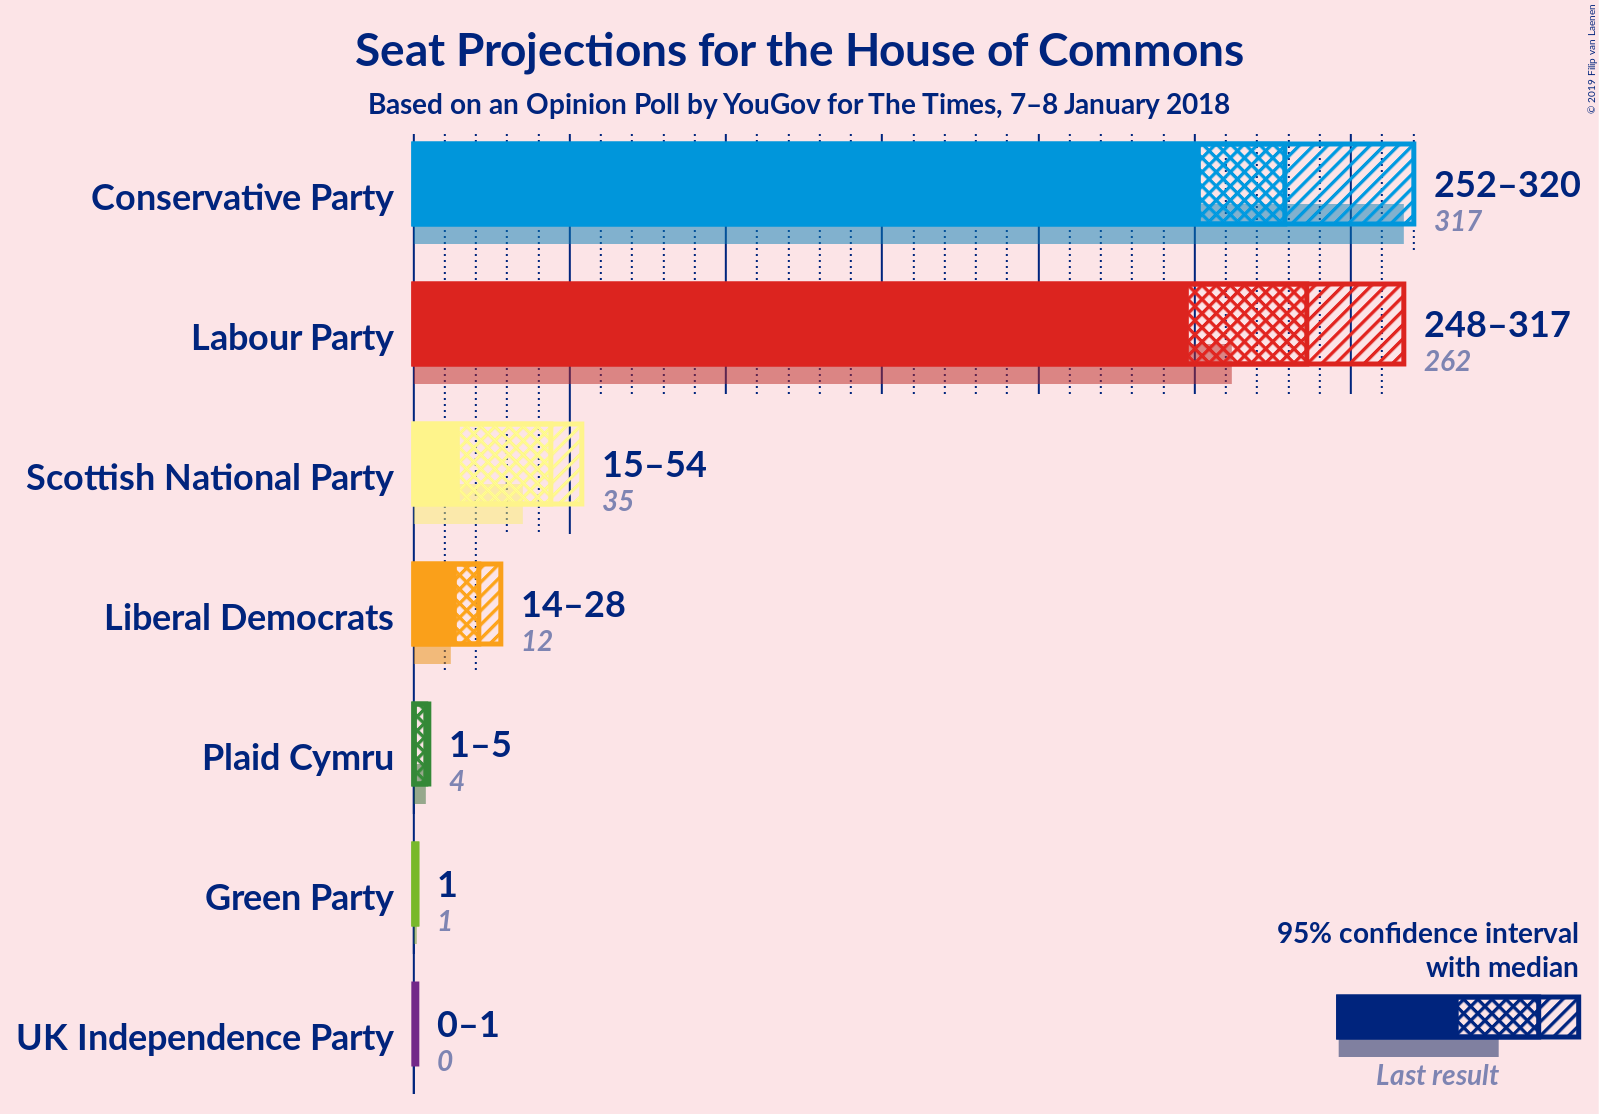 Seat Projections for the House of Commons
Based on an Opinion Poll by YouGov for The Times, 7–8 January 2018
© 2019 Filip van Laenen
Conservative Party
252–320
317
Labour Party
248–317
262
Scottish National Party
15–54
35
Liberal Democrats
14–28
12
Plaid Cymru
1–5
4
Green Party
1
1
UK Independence Party
0–1
0
95% confidence interval
with median
Last result